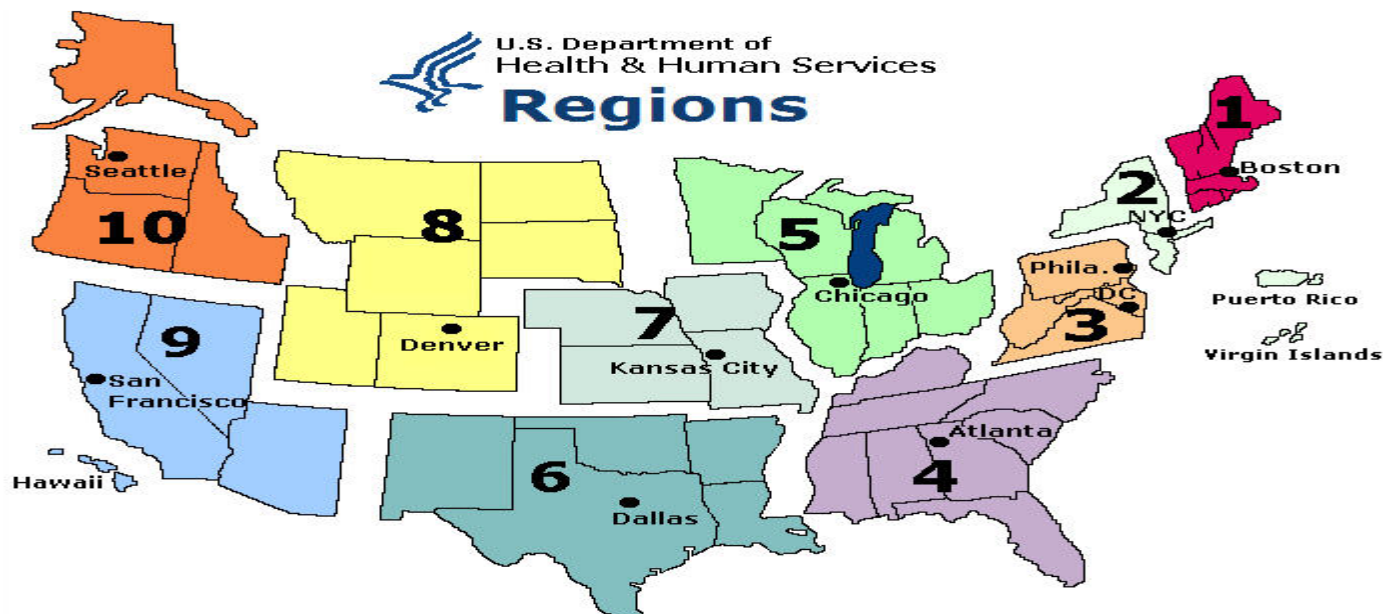 U.S. Department of
Health & Human Services
Regions
1
Boston
2
NYC
Seattle
10
8
5
Chicago
Phila.
DC
3
Puerto Rico
Virgin Islands
9
San
Francisco
Denver
7
Kansas City
Hawaii
6
Dallas
Atlanta
4